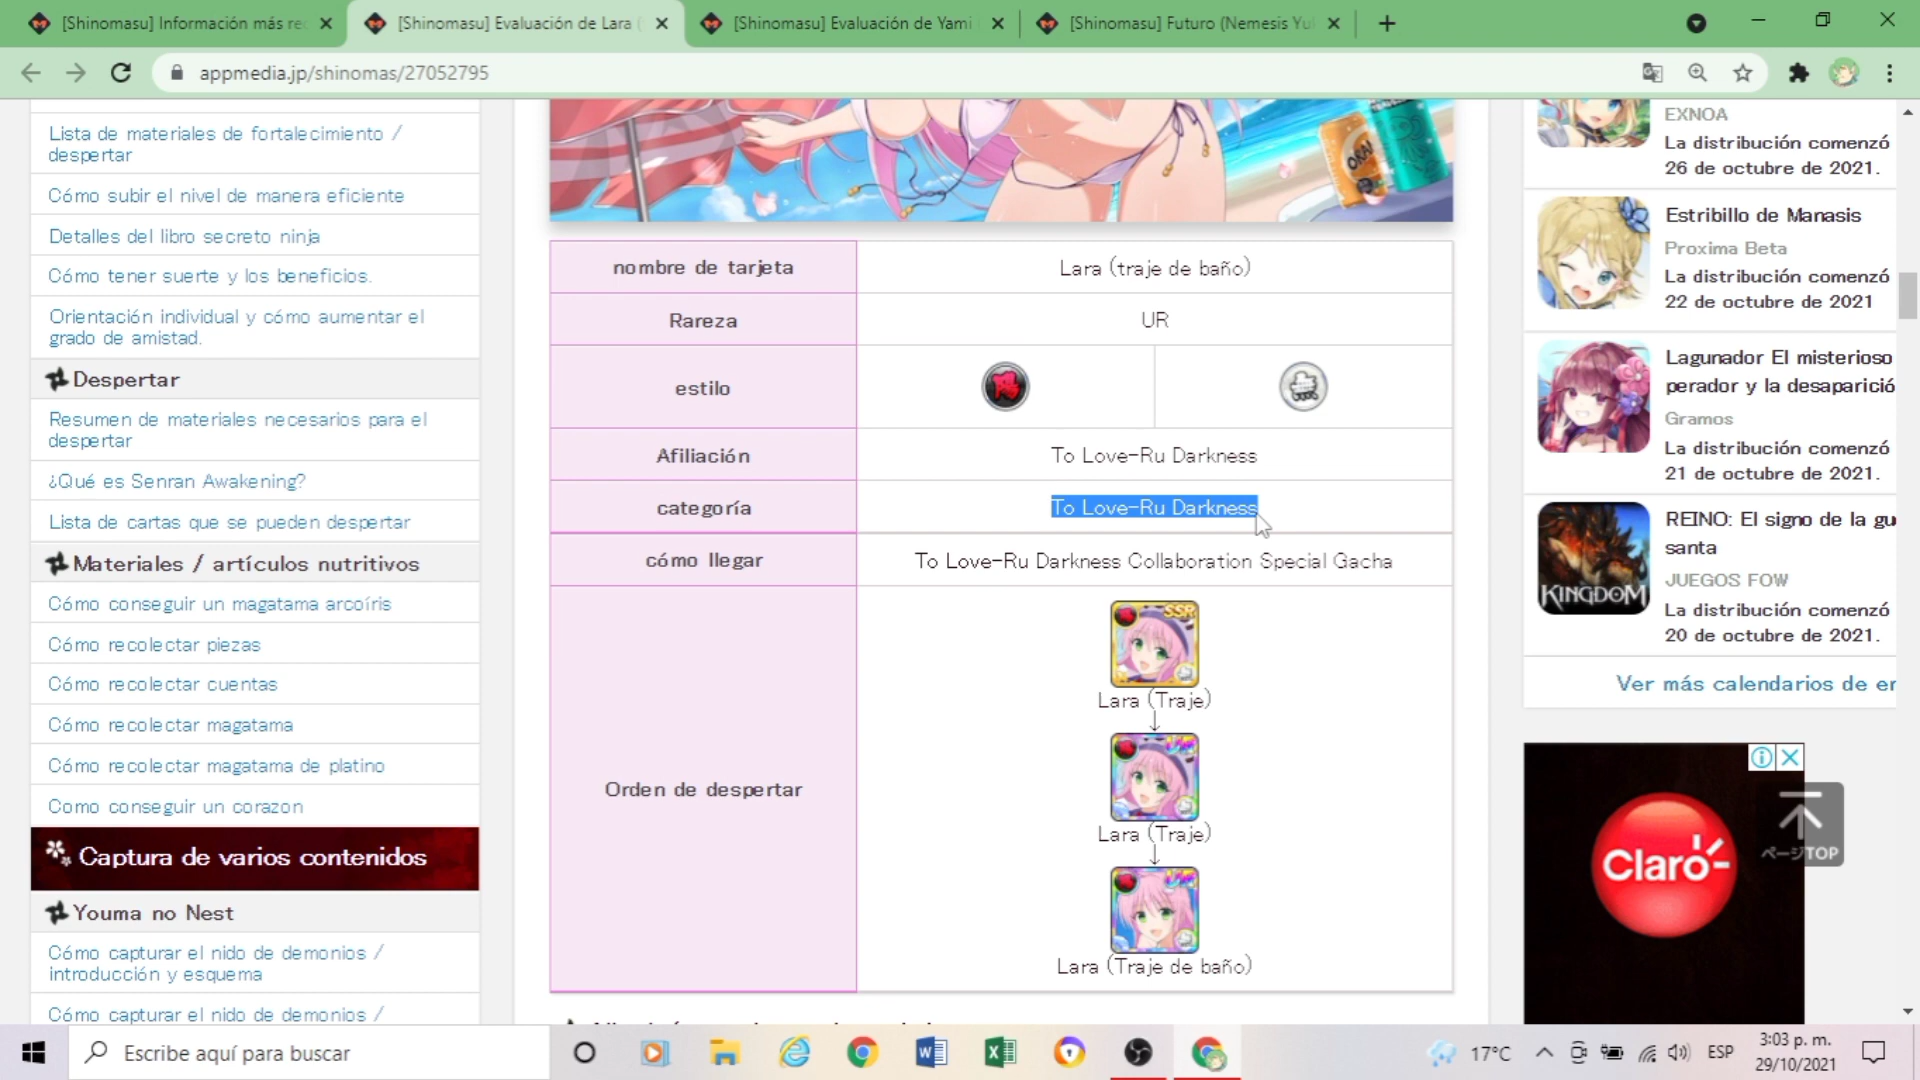 [Shinomasu] Información más re
[Shinomasu] Evaluación de Lara (
[Shinomasu] Evaluación de Yami
[Shinomasu] Futuro (Nemesis Yu
appmedia.jp/shinomas/27052795
Lista de materiales de fortalecimiento /
despertar
Cómo subir el nivel de manera eficiente
Detalles del libro secreto ninja
Cómo tener suerte y los beneficios.
Orientación individual y cómo aumentar el
grado de amistad.
Despertar
Resumen de materiales necesarios para el
despertar
¿Qué es Senran Awakening?
Lista de cartas que se pueden despertar
Materiales / artículos nutritivos
Cómo conseguir un magatama arcoíris
Cómo recolectar piezas
Cómo recolectar cuentas
Cómo recolectar magatama
Cómo recolectar magatama de platino
Como conseguir un corazon
Captura de varios contenidos
Youma no Nest
Cómo capturar el nido de demonios /
introducción y esquema
Cómo capturar el nido de demonios /
OKA!
nombre de tarjeta
Lara (traje de baño)
Rareza
UR
estilo
陽
Afiliación
To Love-Ru Darkness
categoría
To Love-Ru Darkness
cómo llegar
To Love-Ru Darkness Collaboration Special Gacha
Orden de despertar
SSR
Lara (Traje)
↓
UR
Lara (Traje)
↓
UR
Lara (Traje de baño)
EXNOA
La distribución comenzó
26 de octubre de 2021.
Estribillo de Manasis
Proxima Beta
La distribución comenzó
22 de octubre de 2021
Lagunador El misterioso
perador y la desaparició
Gramos
La distribución comenzó
21 de octubre de 2021.
REINO: El signo de la gu
santa
KINGDOM
JUEGOS FOW
La distribución comenzó
20 de octubre de 2021.
Ver más calendarios de en
Claro
ページTOP
Escribe aquí para buscar
17°C
ESP
3:03 p. m.
29/10/2021